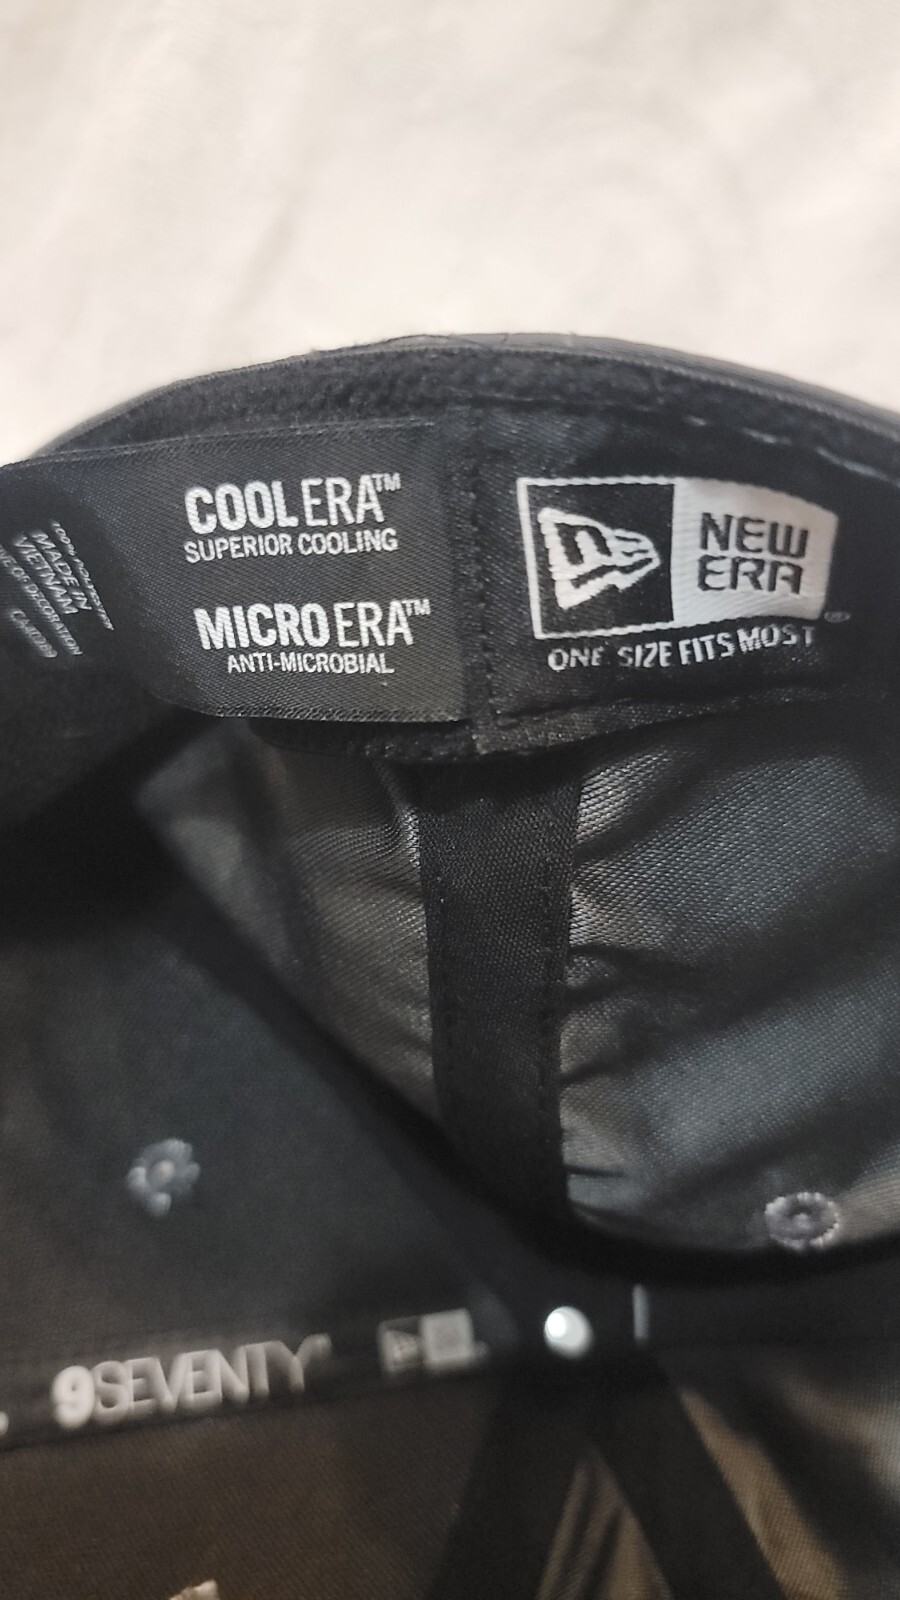 COOL ERA™
SUPERIOR COOLING
MICRO ERA™
ANTI-MICROBIAL
NEW
ERA
ONE SIZE FITS MOST
MADE IN
VIETNAM
9SEVENTY